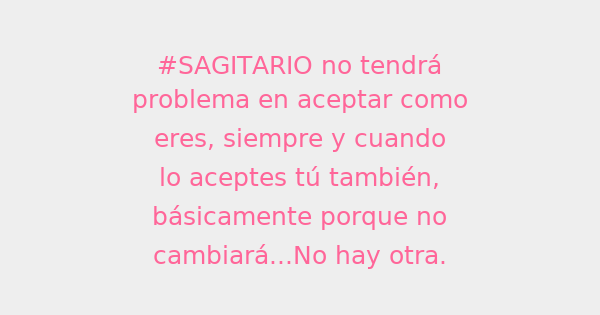 #SAGITARIO no tendrá
problema en aceptar como
eres, siempre y cuando
lo aceptes tú también,
básicamente porque no
cambiará...No hay otra.